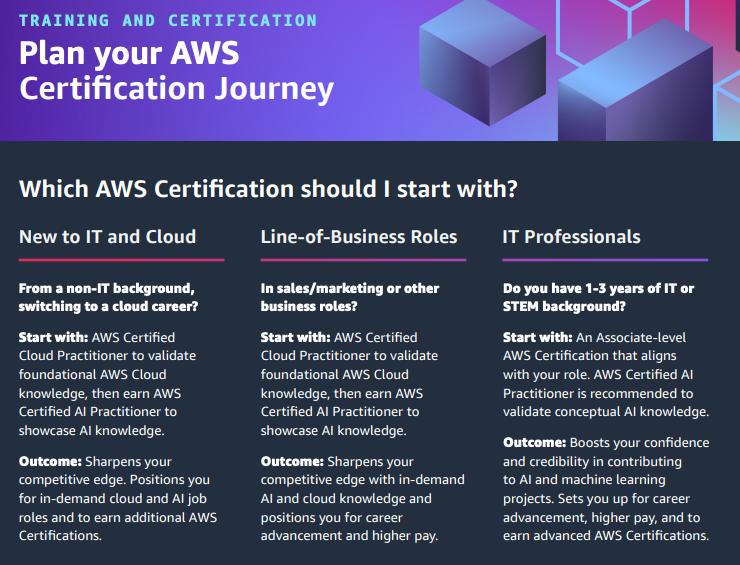 TRAINING AND CERTIFICATION
Plan your AWS
Certification Journey
Which AWS Certification should I start with?
New to IT and Cloud
From a non-IT background,
switching to a cloud career?
Start with: AWS Certified
Cloud Practitioner to validate
foundational AWS Cloud
knowledge, then earn AWS
Certified AI Practitioner to
showcase AI knowledge.
Outcome: Sharpens your
competitive edge. Positions you
for in-demand cloud and AI job
roles and to earn additional AWS
Certifications.
Line-of-Business Roles
In sales/marketing or other
business roles?
Start with: AWS Certified
Cloud Practitioner to validate
foundational AWS Cloud
knowledge, then earn AWS
Certified AI Practitioner to
showcase AI knowledge.
Outcome: Sharpens your
competitive edge with in-demand
AI and cloud knowledge and
positions you for career
advancement and higher pay.
IT Professionals
Do you have 1-3 years of IT or
STEM background?
Start with: An Associate-level
AWS Certification that aligns
with your role. AWS Certified AI
Practitioner is recommended to
validate conceptual AI knowledge.
Outcome: Boosts your confidence
and credibility in contributing
to AI and machine learning
projects. Sets you up for career
advancement, higher pay, and to
earn advanced AWS Certifications.